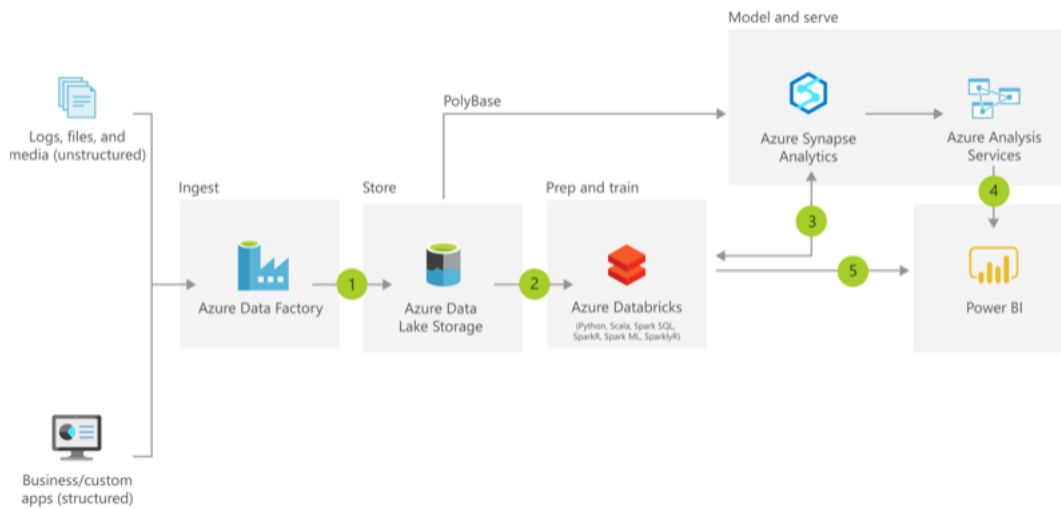 Model and serve
PolyBase
Logs, files, and
media (unstructured)
Azure Synapse
Analytics
Azure Analysis
Services
Ingest
Store
Prep and train
3
4
1
2
5
Azure Data Factory
Azure Data
Lake Storage
Azure Databricks
(Python, Scala, Spark SQL,
SparkR, Spark ML, SparklyR)
Power BI
Business/custom
apps (structured)